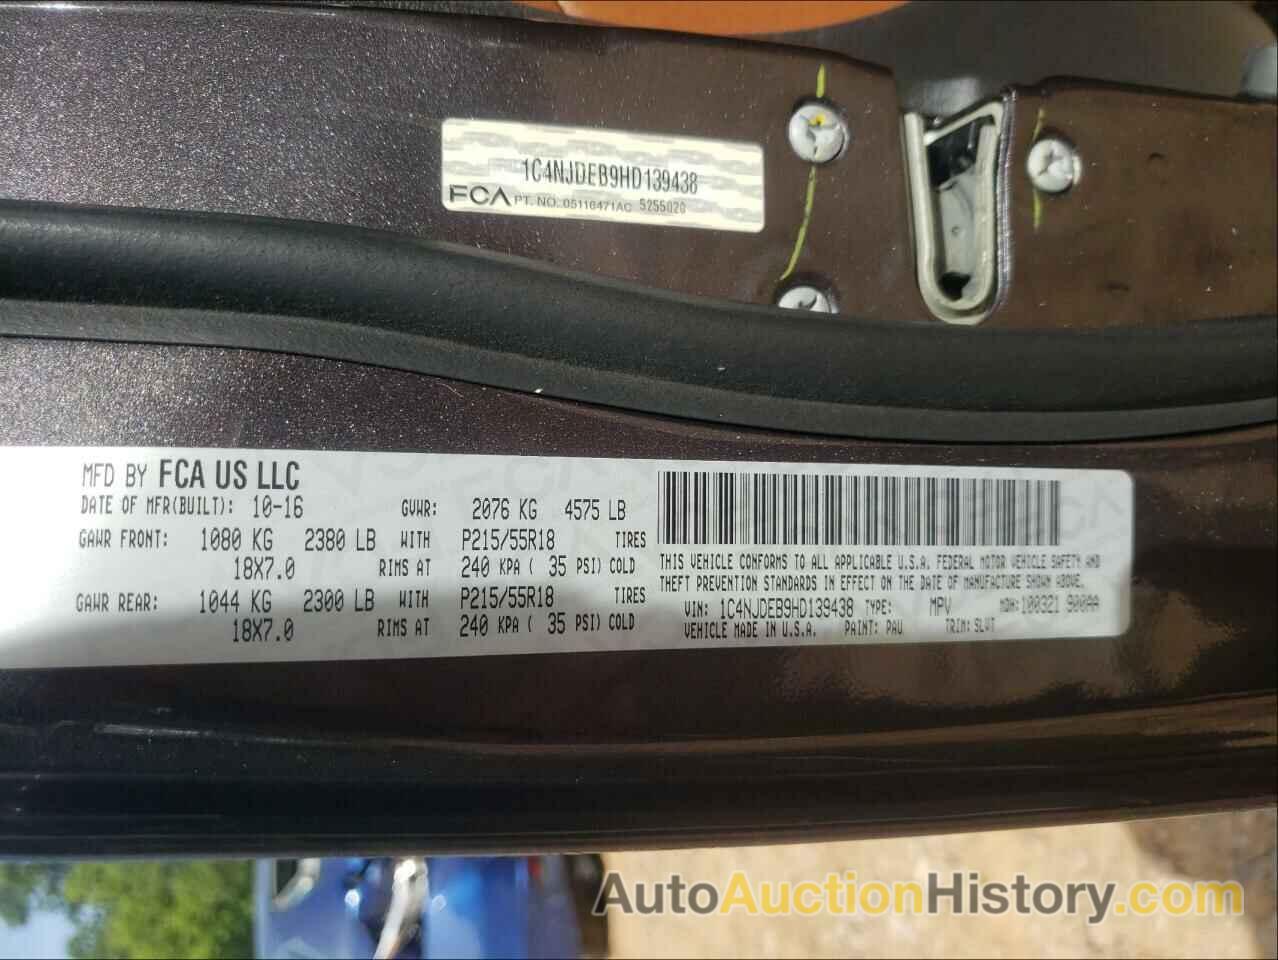 1C4NJDEB9HD139438
FCA PT. NO. 05116471AC 5255020
MFD BY FCA US LLC
DATE OF MFR(BUILT): 10-16 GVWR: 2076 KG 4575 LB
GAWR FRONT: 1080 KG 2380 LB WITH P215/55R18 TIRES
18X7.0 RIMS AT 240 KPA ( 35 PSI) COLD
GAWR REAR: 1044 KG 2300 LB WITH P215/55R18 TIRES
18X7.0 RIMS AT 240 KPA ( 35 PSI) COLD
THIS VEHICLE CONFORMS TO ALL APPLICABLE U.S.A. FEDERAL MOTOR VEHICLE SAFETY AND
THEFT PREVENTION STANDARDS IN EFFECT ON THE DATE OF MANUFACTURE SHOWN ABOVE.
VIN: 1C4NJDEB9HD139438 TYPE: MPV MDH: 100321 900AA
VEHICLE MADE IN U.S.A. PAINT: PAU TRIM: SLVT
AutoAuctionHistory.com